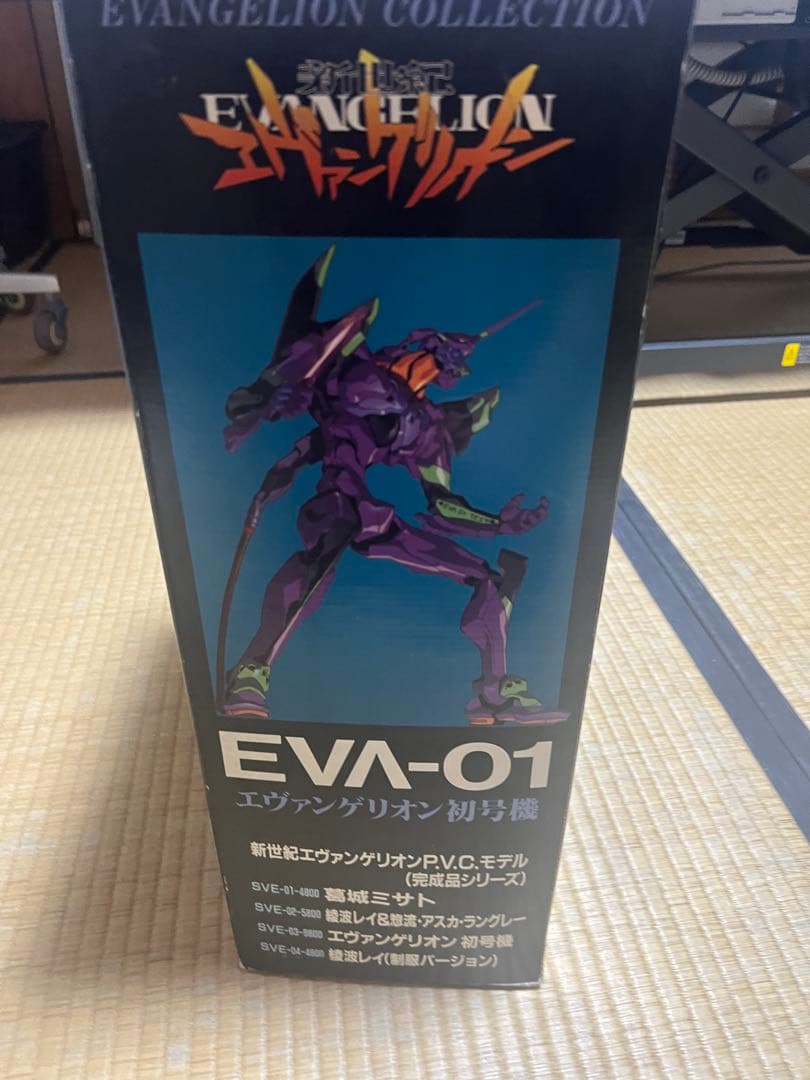 EVANGELION COLLECTION
新世紀
EVANGELION
エヴァンゲリオン
EVA-01
エヴァンゲリオン 初号機
新世紀エヴァンゲリオンP.V.C.モデル
(完成品シリーズ)
SVE-01-4800 葛城ミサト
SVE-02-5800 綾波レイ&惣流・アスカ・ラングレー
SVE-03-9800 エヴァンゲリオン 初号機
SVE-04-4800 綾波レイ(制服バージョン)